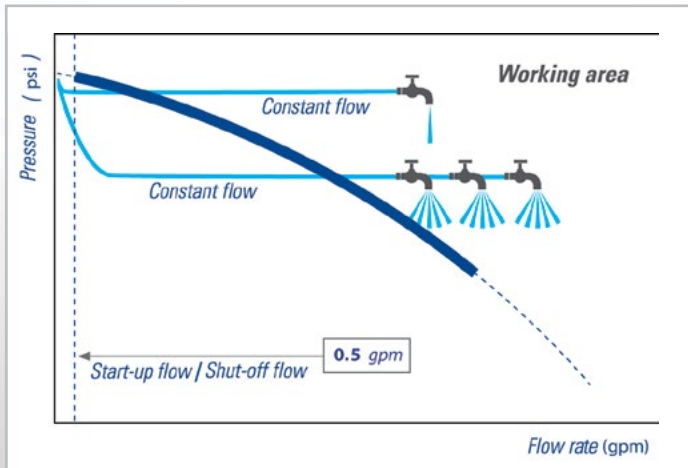 Pressure ( psi )
Working area
Constant flow
Constant flow
0.5 gpm
Start-up flow / Shut-off flow
Flow rate (gpm)